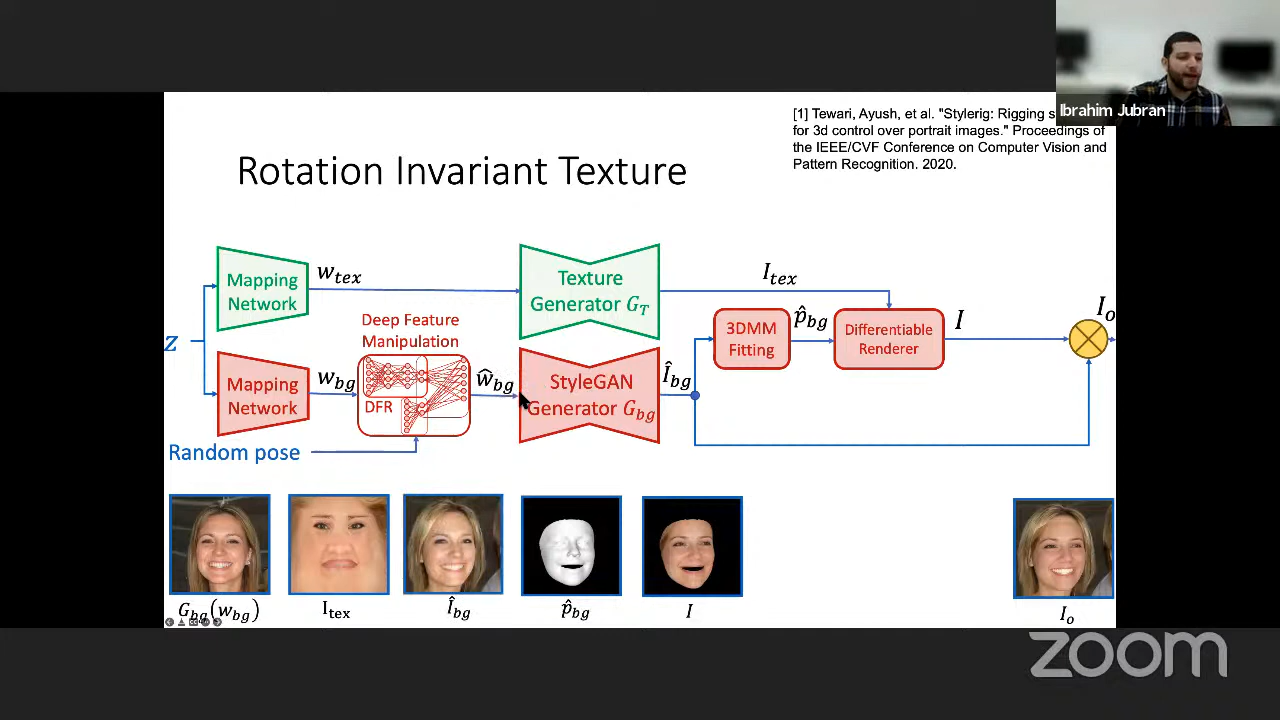 Ibrahim Jubran
[1] Tewari, Ayush, et al. "Stylerig: Rigging
for 3d control over portrait images." Proceedings of
the IEEE/CVF Conference on Computer Vision and
Pattern Recognition. 2020.
Rotation Invariant Texture
Mapping
Network
w_tex
Texture
Generator G_T
I_tex
z
Deep Feature
Manipulation
3DMM
Fitting
p̂_bg
Differentiable
Renderer
I
I_o
Mapping
Network
w_bg
DFR
ŵ_bg
StyleGAN
Generator G_bg
Î_bg
Random pose
G_bg(w_bg)
I_tex
Î_bg
p̂_bg
I
I_o
zoom